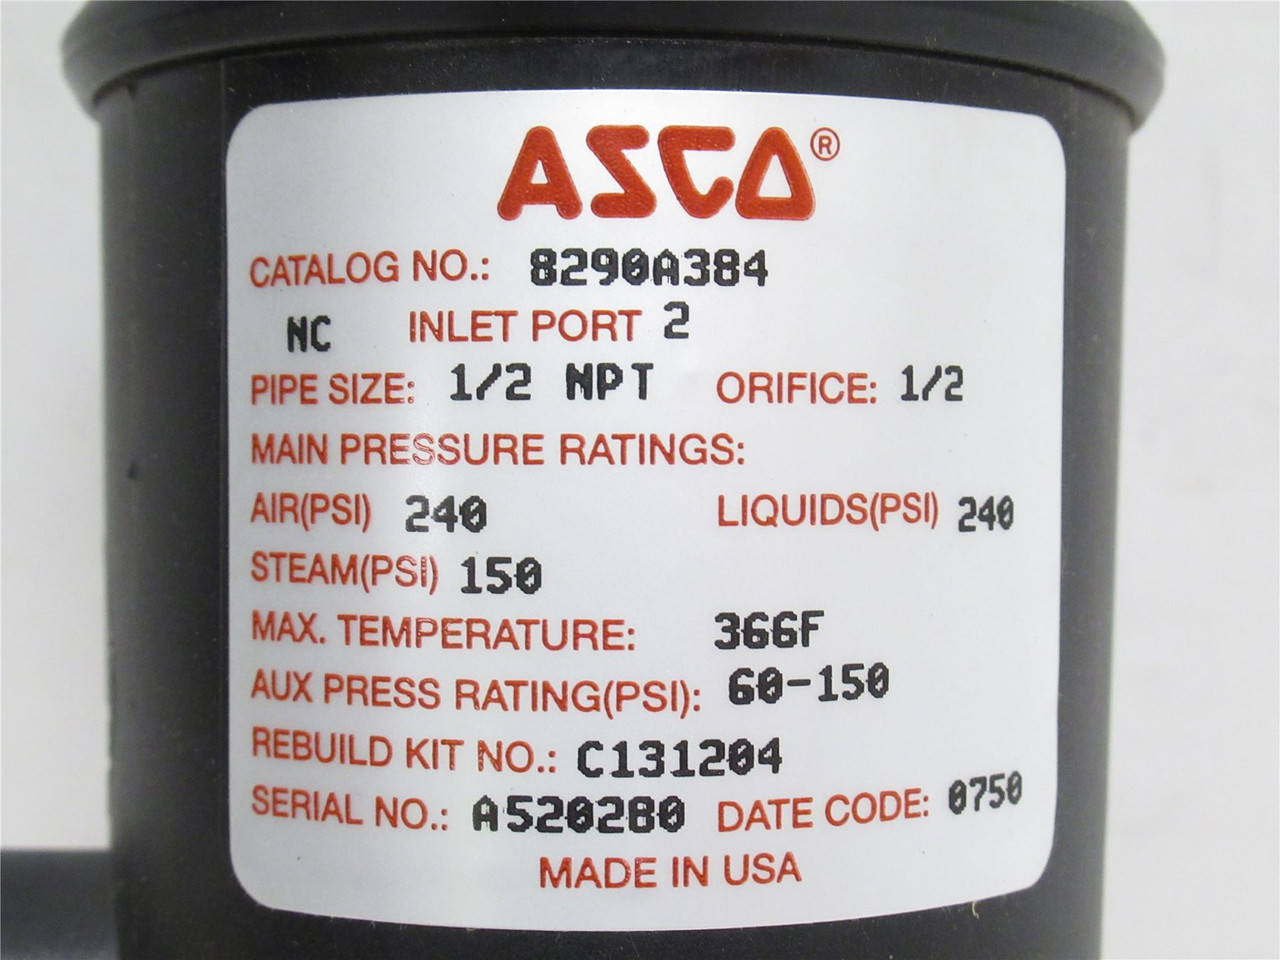 ASCO®
CATALOG NO.: 8290A384
NC INLET PORT 2
PIPE SIZE: 1/2 NPT ORIFICE: 1/2
MAIN PRESSURE RATINGS:
AIR(PSI) 240 LIQUIDS(PSI) 240
STEAM(PSI) 150
MAX. TEMPERATURE: 366F
AUX PRESS RATING(PSI): 60-150
REBUILD KIT NO.: C131204
SERIAL NO.: A520280 DATE CODE: 0750
MADE IN USA